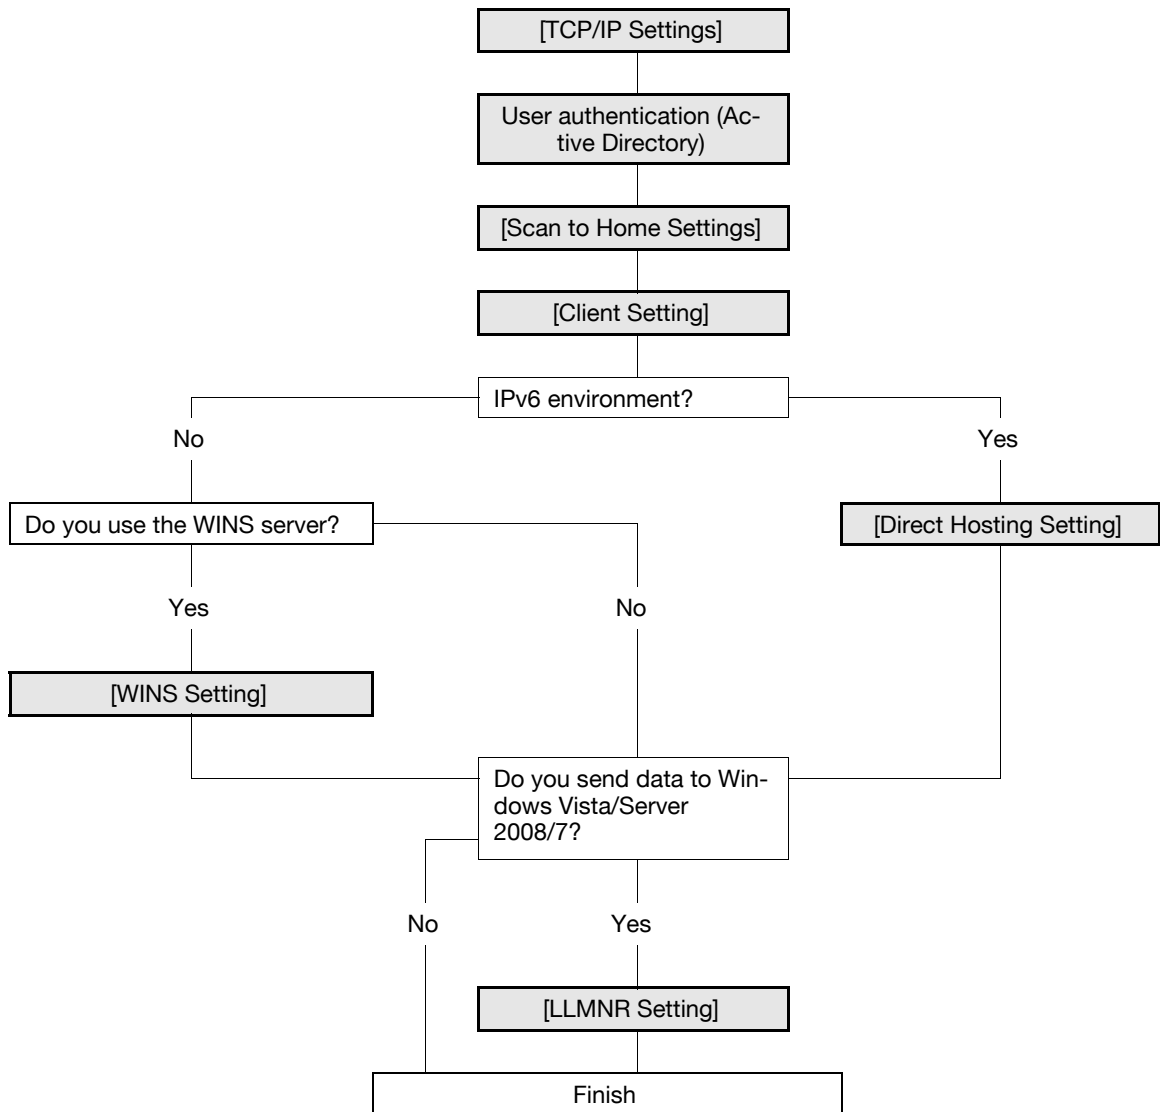 [TCP/IP Settings]
User authentication (Ac-
tive Directory)
[Scan to Home Settings]
[Client Setting]
IPv6 environment?
No
Yes
Do you use the WINS server?
[Direct Hosting Setting]
Yes
No
[WINS Setting]
Do you send data to Win-
dows Vista/Server
2008/7?
No
Yes
[LLMNR Setting]
Finish